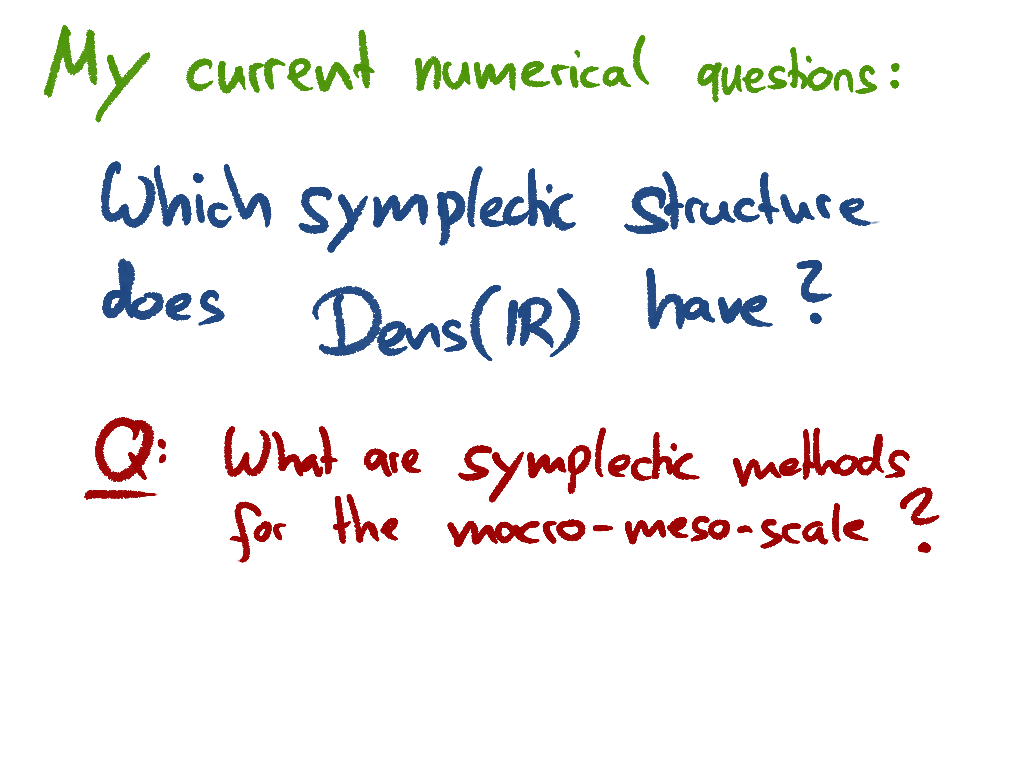 My current numerical questions:
Which symplectic structure
does Dens(ℝ) have?
Q: What are symplectic methods
for the macro-meso-scale?